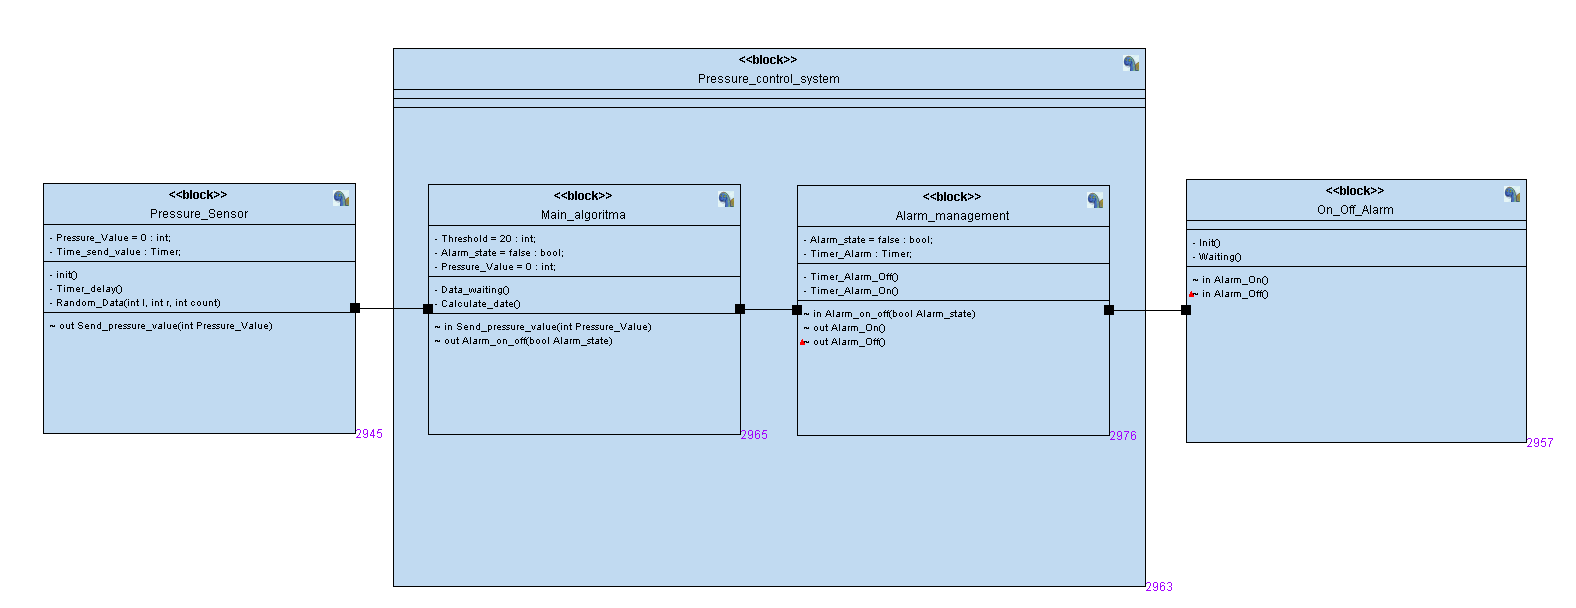 <<block>>
Pressure_control_system
<<block>>
Pressure_Sensor
- Pressure_Value = 0 : int;
- Time_send_value : Timer;
- init()
- Timer_delay()
- Random_Data(int l, int r, int count)
~ out Send_pressure_value(int Pressure_Value)
2945
<<block>>
Main_algoritma
- Threshold = 20 : int;
- Alarm_state = false : bool;
- Pressure_Value = 0 : int;
- Data_waiting()
- Calculate_date()
~ in Send_pressure_value(int Pressure_Value)
~ out Alarm_on_off(bool Alarm_state)
2965
<<block>>
Alarm_management
- Alarm_state = false : bool;
- Timer_Alarm : Timer;
- Timer_Alarm_Off()
- Timer_Alarm_On()
~ in Alarm_on_off(bool Alarm_state)
~ out Alarm_On()
~ out Alarm_Off()
2976
<<block>>
On_Off_Alarm
- Init()
- Waiting()
~ in Alarm_On()
~ in Alarm_Off()
2957
2963